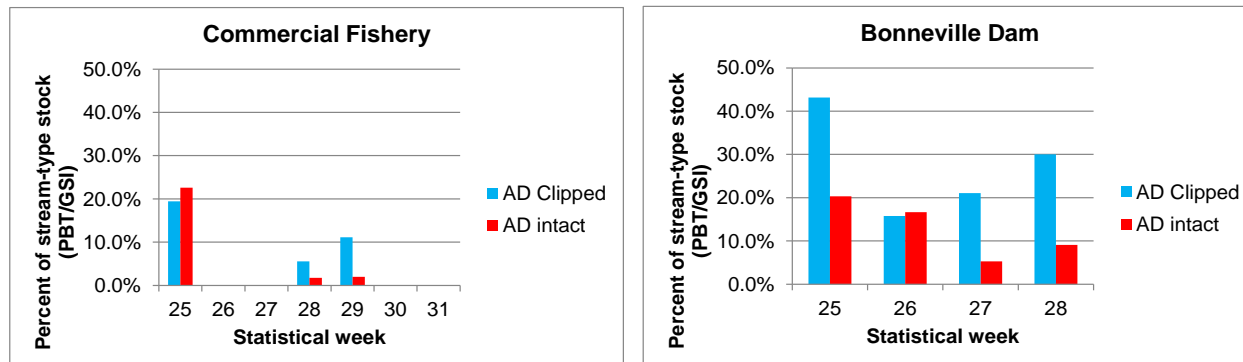 Commercial Fishery
Percent of stream-type stock
(PBT/GSI)
50.0%
40.0%
30.0%
20.0%
10.0%
0.0%
25 26 27 28 29 30 31
Statistical week
AD Clipped
AD intact
Bonneville Dam
Percent of stream-type stock
(PBT/GSI)
50.0%
40.0%
30.0%
20.0%
10.0%
0.0%
25 26 27 28
Statistical week
AD Clipped
AD intact